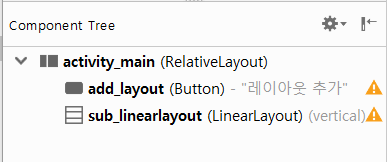 Component Tree
activity_main (RelativeLayout)
add_layout (Button) - "레이아웃 추가"
sub_linearlayout (LinearLayout) (vertical)